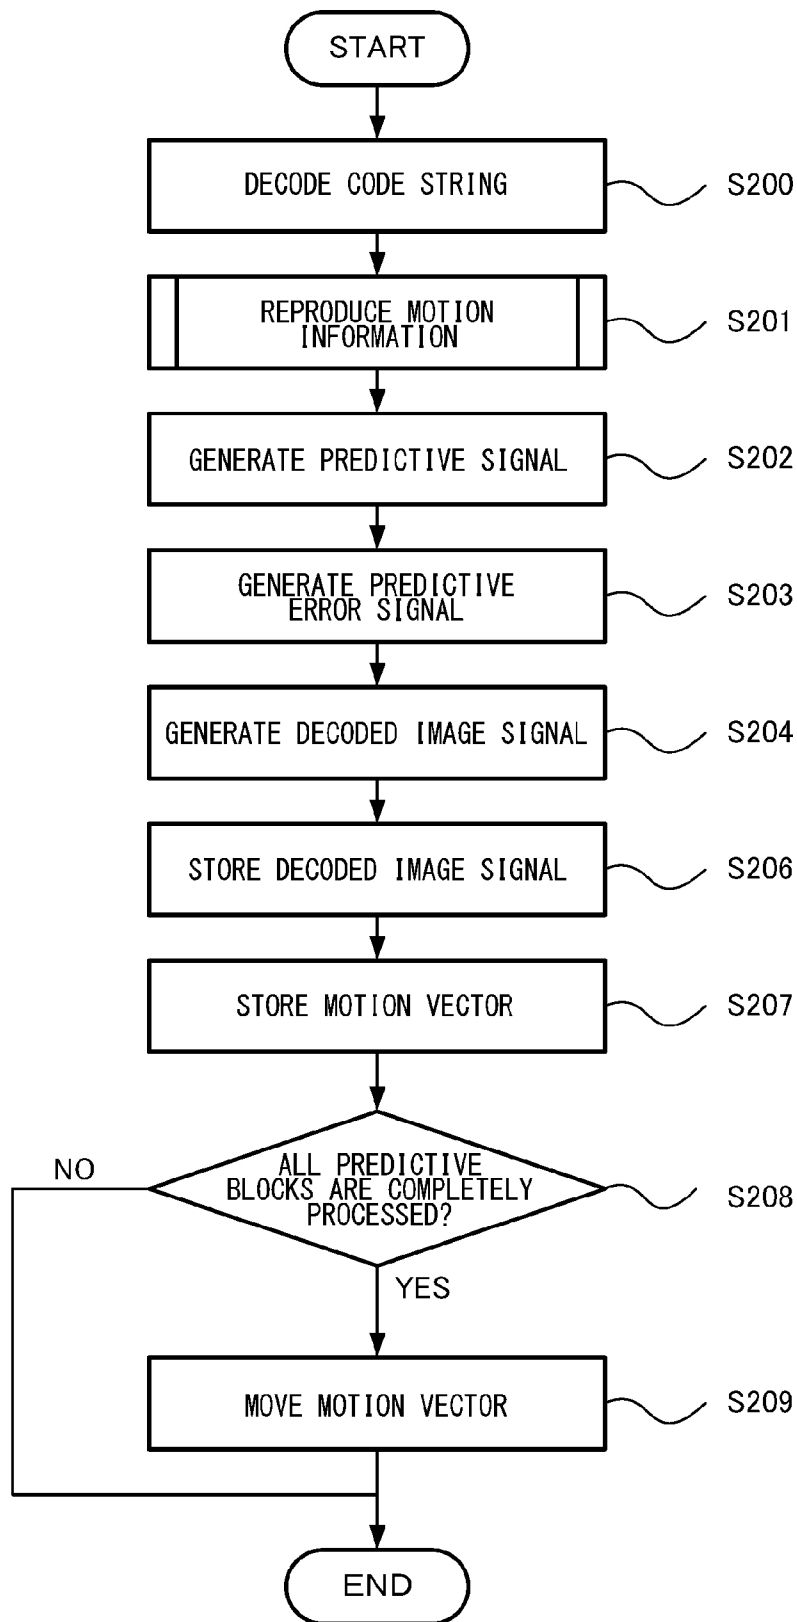 START
DECODE CODE STRING
S200
REPRODUCE MOTION
INFORMATION
S201
GENERATE PREDICTIVE SIGNAL
S202
GENERATE PREDICTIVE
ERROR SIGNAL
S203
GENERATE DECODED IMAGE SIGNAL
S204
STORE DECODED IMAGE SIGNAL
S206
STORE MOTION VECTOR
S207
NO
ALL PREDICTIVE
BLOCKS ARE COMPLETELY
PROCESSED?
S208
YES
MOVE MOTION VECTOR
S209
END